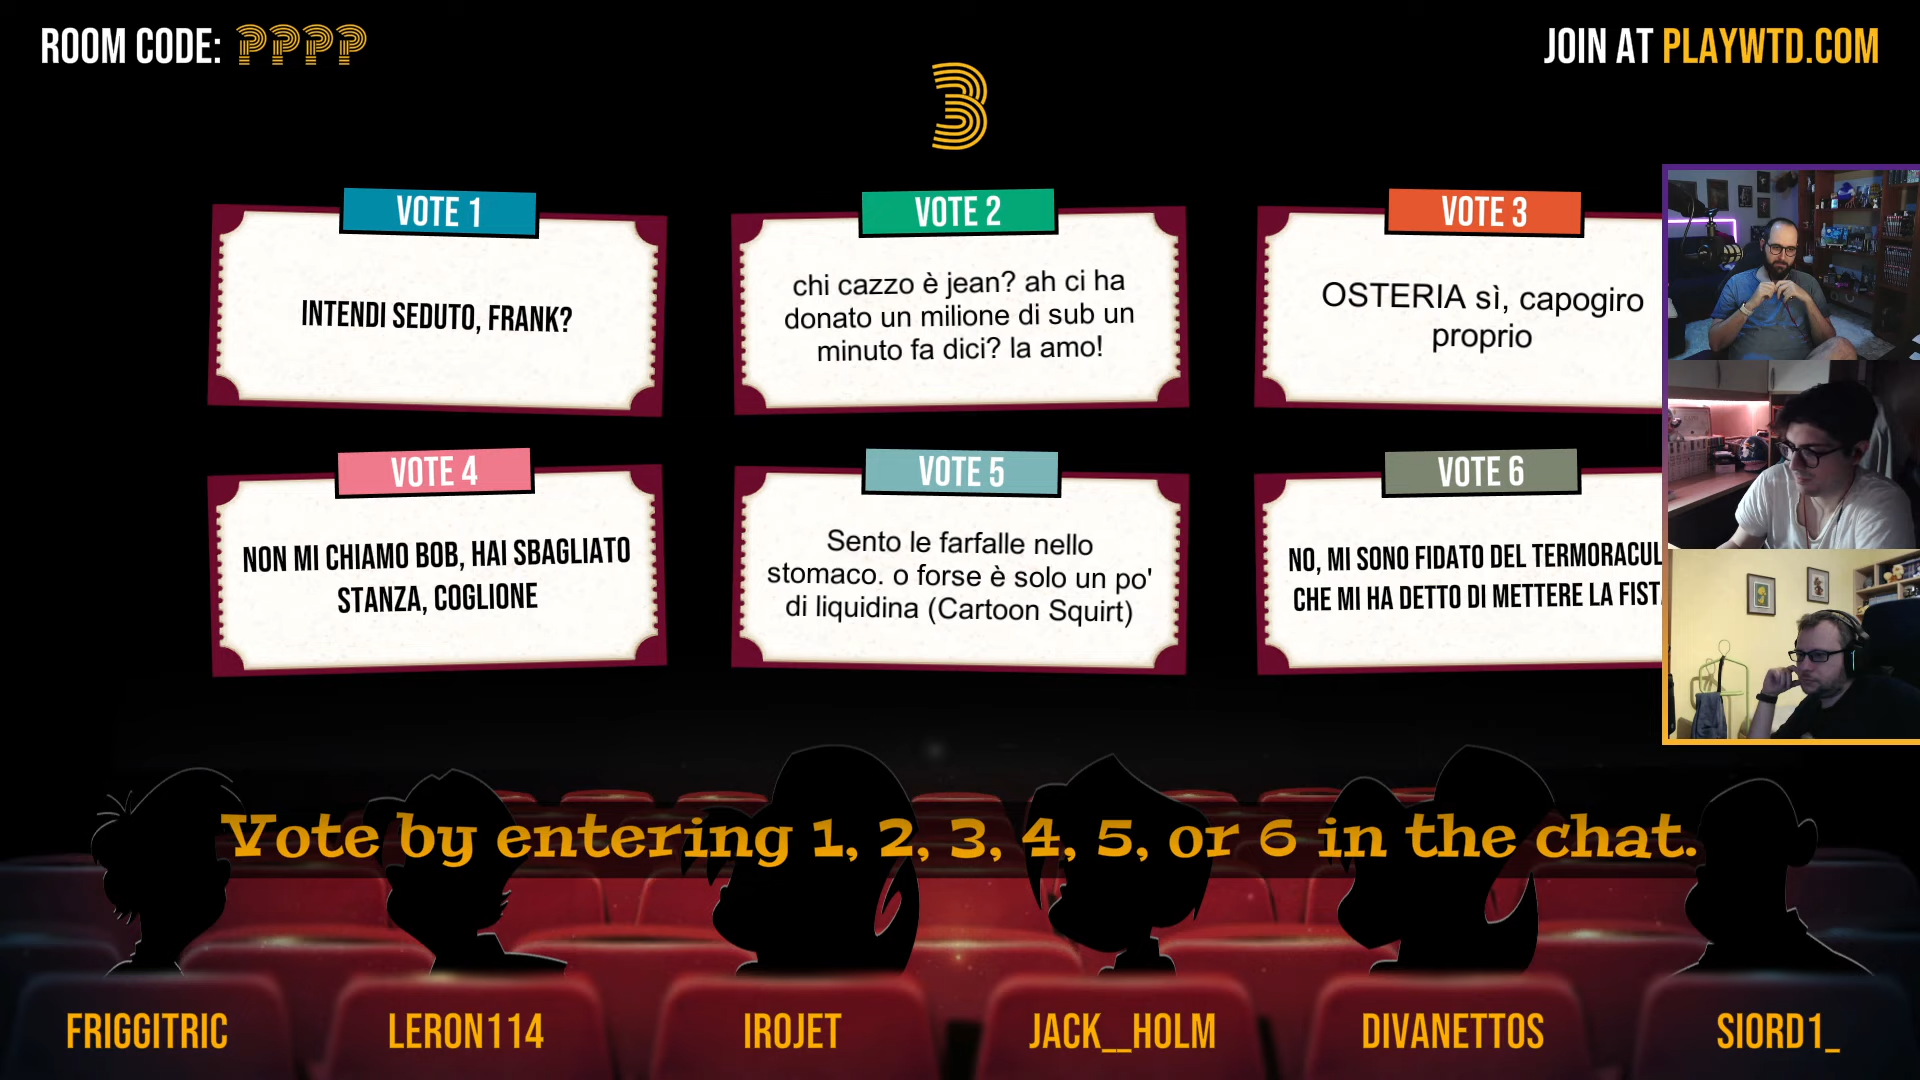 ROOM CODE: ????
JOIN AT PLAYWTD.COM
3
VOTE 1
INTENDI SEDUTO, FRANK?
VOTE 2
chi cazzo è jean? ah ci ha
donato un milione di sub un
minuto fa dici? la amo!
VOTE 3
OSTERIA sì, capogiro
proprio
VOTE 4
NON MI CHIAMO BOB, HAI SBAGLIATO
STANZA, COGLIONE
VOTE 5
Sento le farfalle nello
stomaco. o forse è solo un po'
di liquidina (Cartoon Squirt)
VOTE 6
NO, MI SONO FIDATO DEL
CHE MI HA DETTO DI METTERE LA
Vote by entering 1, 2, 3, 4, 5, or 6 in the chat.
FRIGGITRIC
LERON114
IROJET
JACK__HOLM
DIVANETTOS
SIORD1_